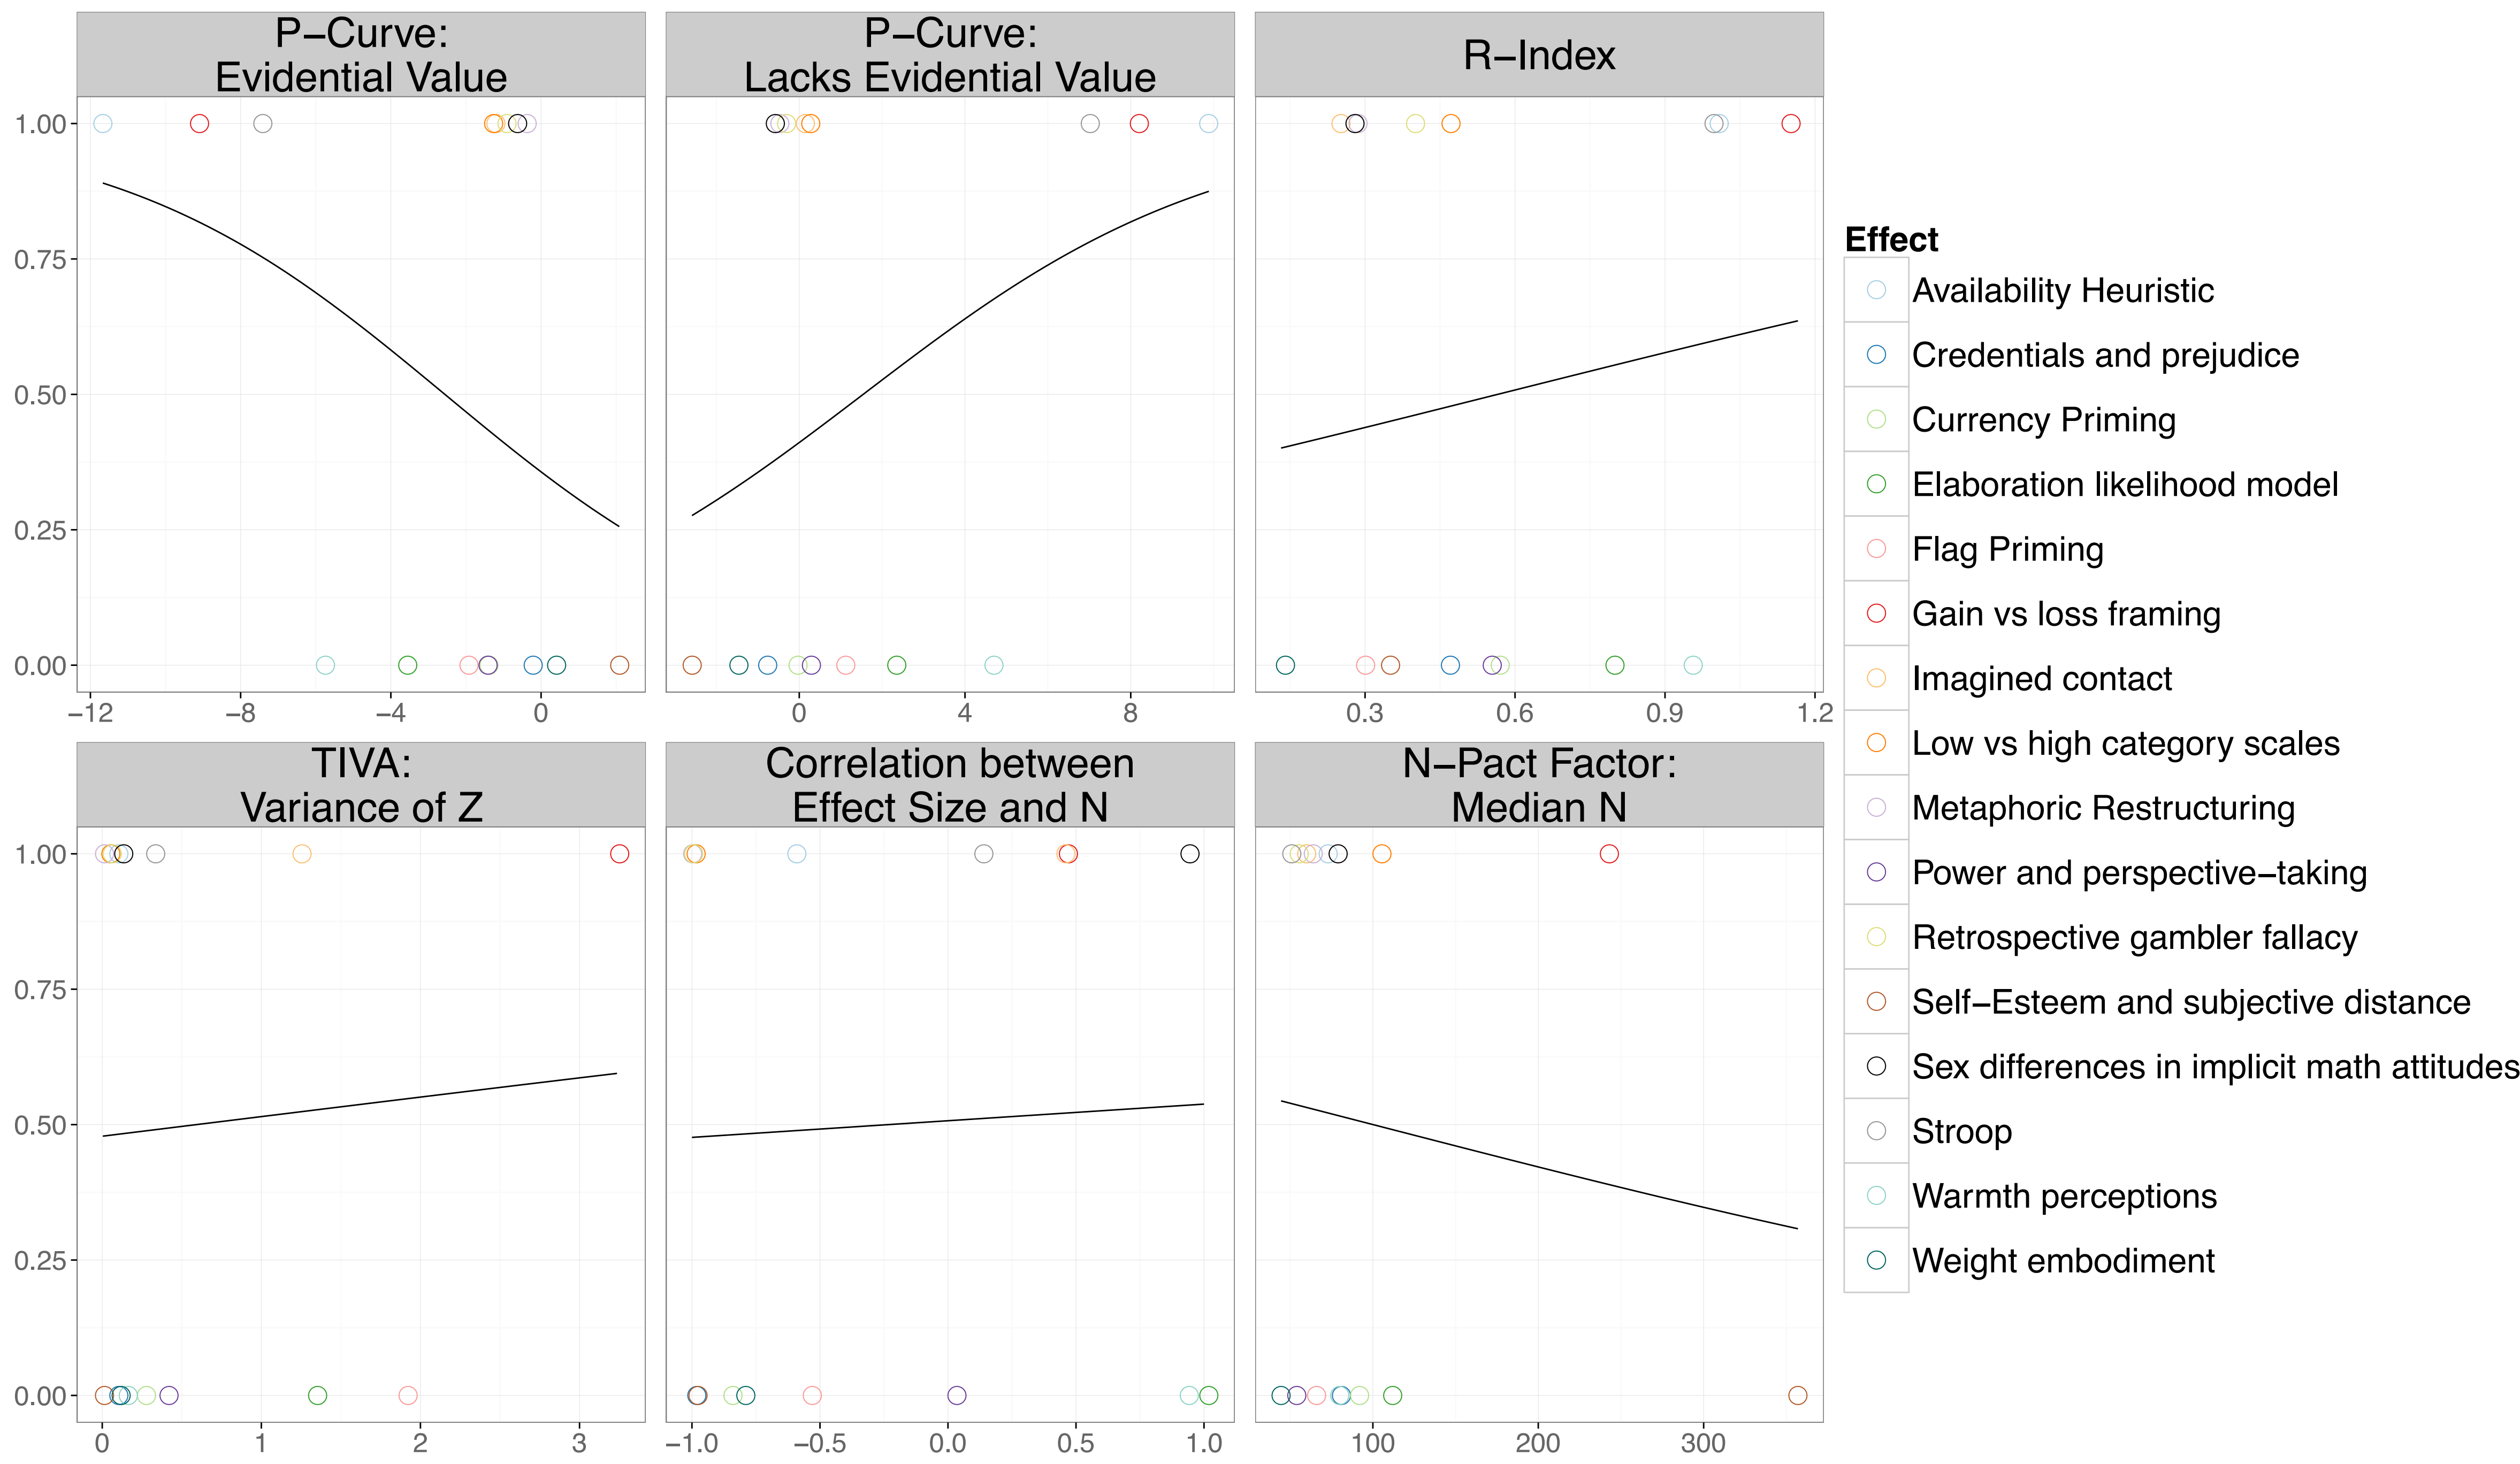 P–Curve:
Evidential Value
P–Curve:
Lacks Evidential Value
R–Index
1.00
0.75
0.50
0.25
0.00
−12 −8 −4 0
0 4 8
0.3 0.6 0.9 1.2
TIVA:
Variance of Z
Correlation between
Effect Size and N
N–Pact Factor:
Median N
1.00
0.75
0.50
0.25
0.00
0 1 2 3
−1.0 −0.5 0.0 0.5 1.0
100 200 300
Effect
Availability Heuristic
Credentials and prejudice
Currency Priming
Elaboration likelihood model
Flag Priming
Gain vs loss framing
Imagined contact
Low vs high category scales
Metaphoric Restructuring
Power and perspective–taking
Retrospective gambler fallacy
Self–Esteem and subjective distance
Sex differences in implicit math attitudes
Stroop
Warmth perceptions
Weight embodiment